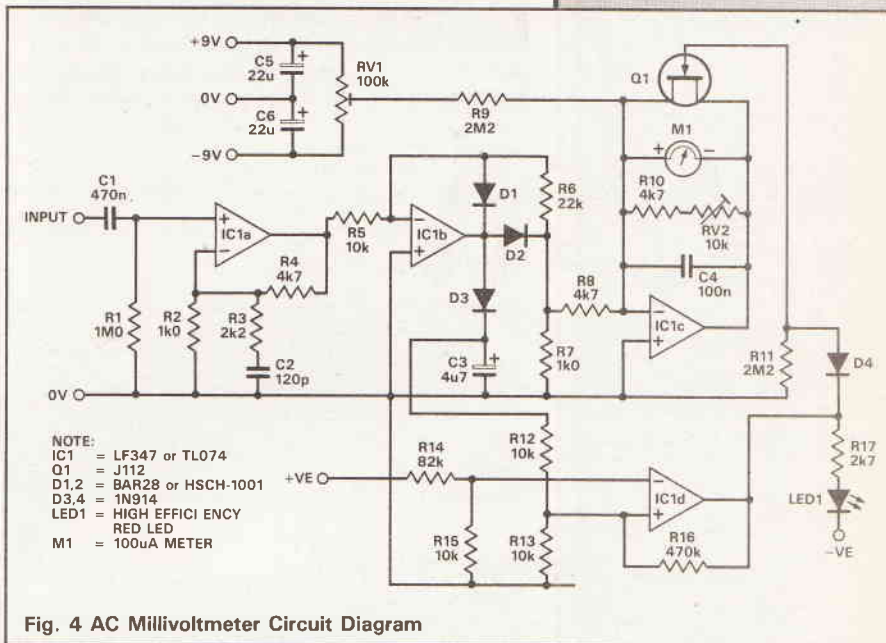 +9V
C5
22u
+
0V
C6
22u
+
-9V
RV1
100k
R9
2M2
Q1
M1
+
-
R10
4k7
RV2
10k
C4
100n
C1
470n
INPUT
+
-
IC1a
R5
10k
-
+
IC1b
D1
D2
R6
22k
R4
4k7
R1
1M0
R2
1k0
R3
2k2
C2
120p
D3
R8
4k7
C3
4u7
+
R7
1k0
-
+
IC1c
R11
2M2
D4
0V
NOTE:
IC1 = LF347 or TL074
Q1 = J112
D1,2 = BAR28 or HSCH-1001
D3,4 = 1N914
LED1 = HIGH EFFICI ENCY
RED LED
M1 = 100uA METER
R14
82k
+VE
R12
10k
-
+
IC1d
R15
10k
R13
10k
R16
470k
R17
2k7
LED1
-VE
Fig. 4 AC Millivoltmeter Circuit Diagram